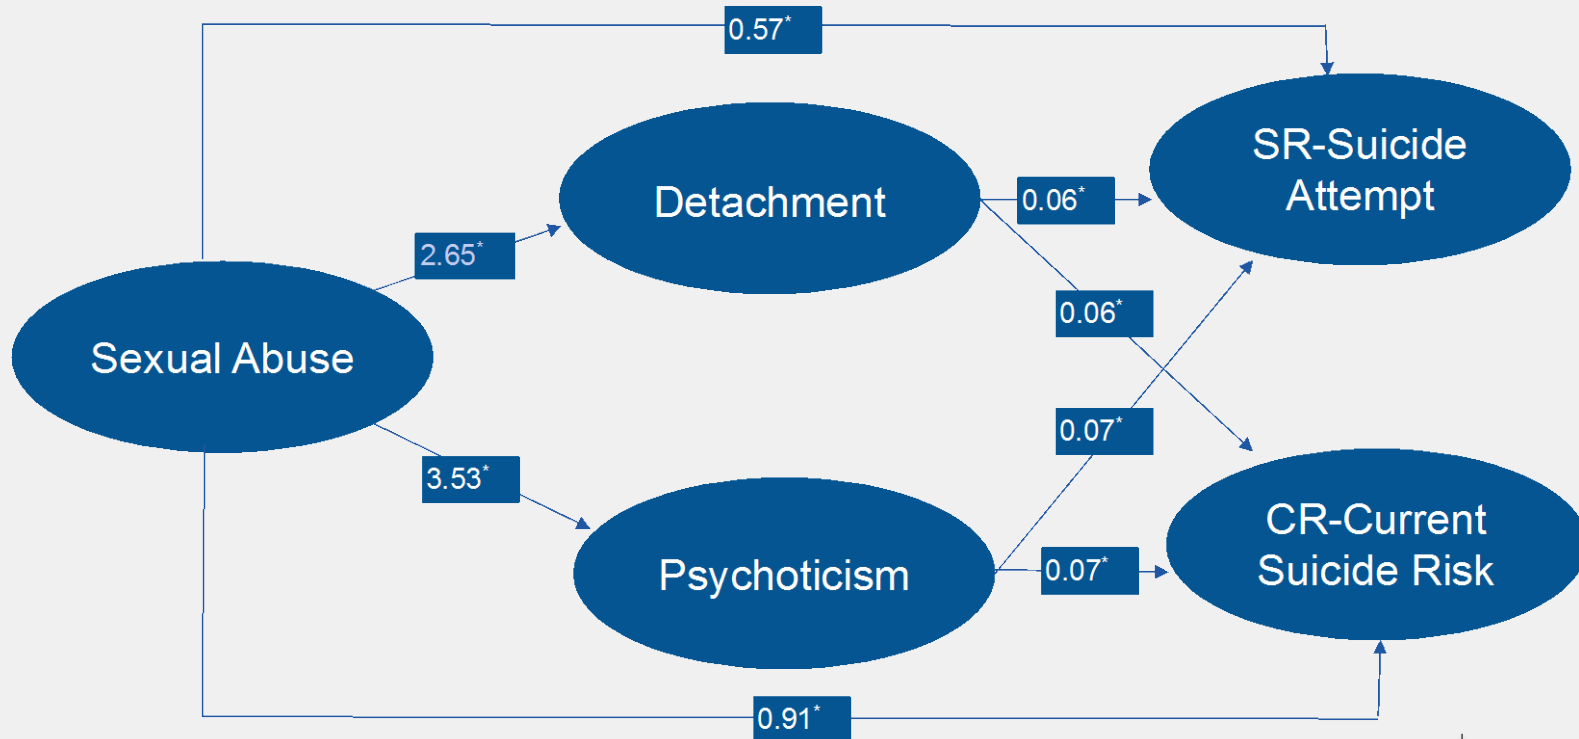 0.57*
SR-Suicide
Attempt
Detachment
0.06*
2.65*
0.06*
Sexual Abuse
0.07*
3.53*
CR-Current
Suicide Risk
Psychoticism
0.07*
0.91*